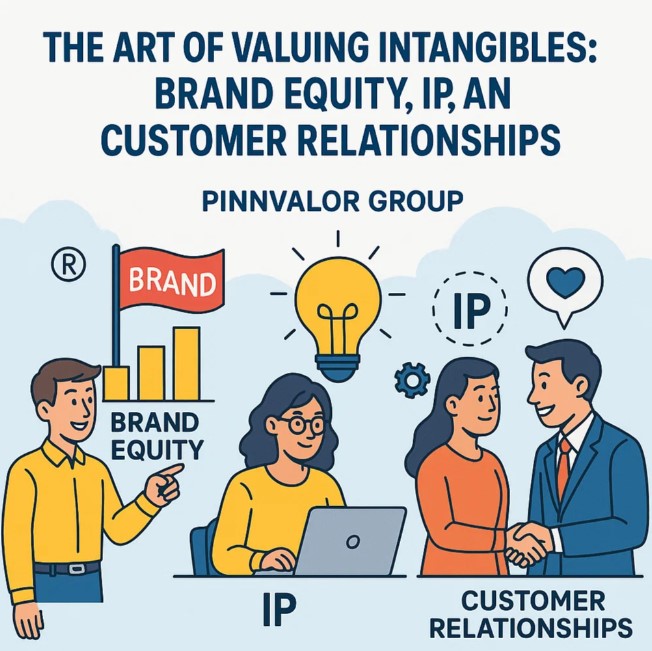 THE ART OF VALUING INTANGIBLES:
BRAND EQUITY, IP, AN
CUSTOMER RELATIONSHIPS
PINNVALOR GROUP
®
BRAND
IP
BRAND
EQUITY
IP
CUSTOMER
RELATIONSHIPS